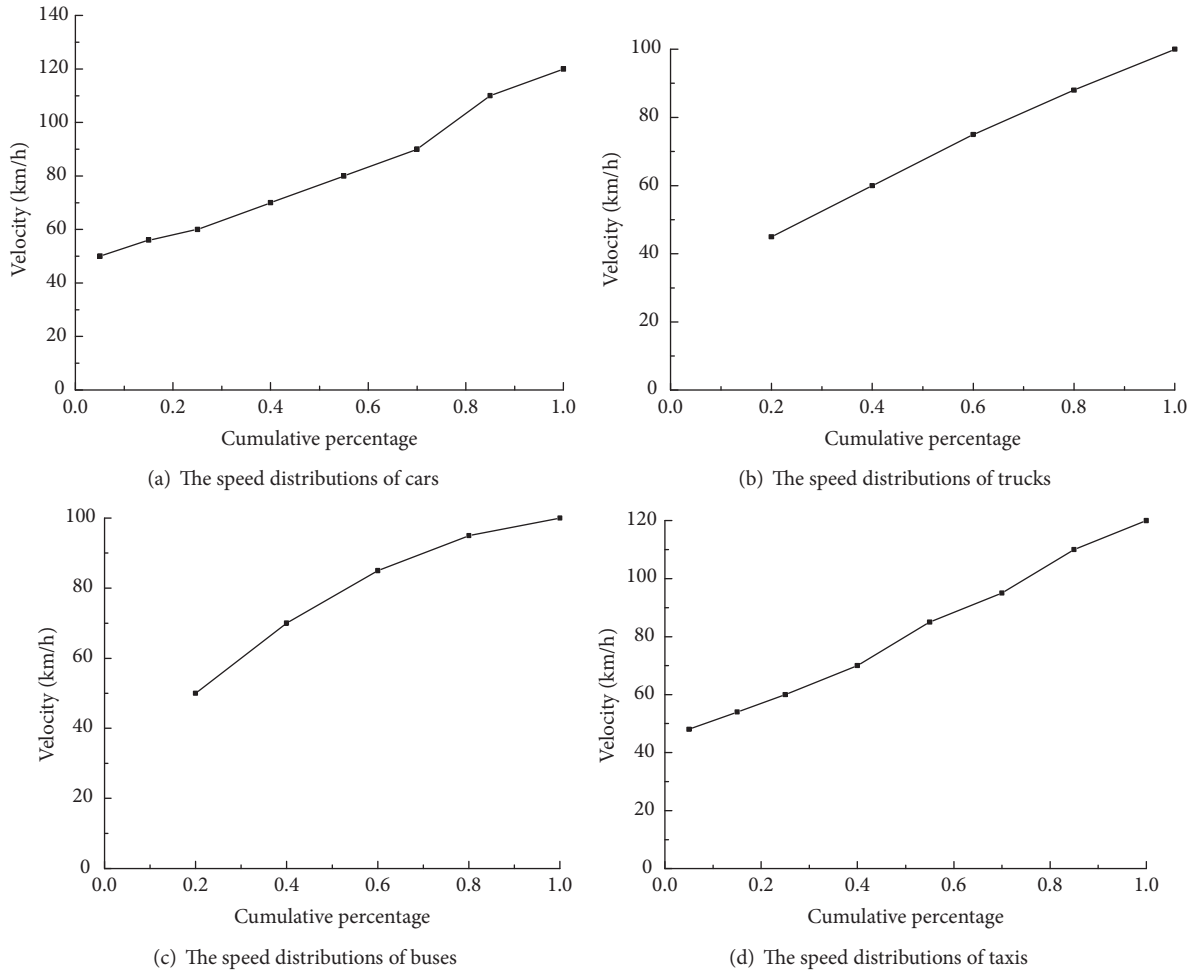 140
120
100
80
60
40
20
0
Velocity (km/h)
0.0 0.2 0.4 0.6 0.8 1.0
Cumulative percentage
(a) The speed distributions of cars
100
80
60
40
20
0
Velocity (km/h)
0.0 0.2 0.4 0.6 0.8 1.0
Cumulative percentage
(b) The speed distributions of trucks
100
80
60
40
20
0
Velocity (km/h)
0.0 0.2 0.4 0.6 0.8 1.0
Cumulative percentage
(c) The speed distributions of buses
120
100
80
60
40
20
0
Velocity (km/h)
0.0 0.2 0.4 0.6 0.8 1.0
Cumulative percentage
(d) The speed distributions of taxis